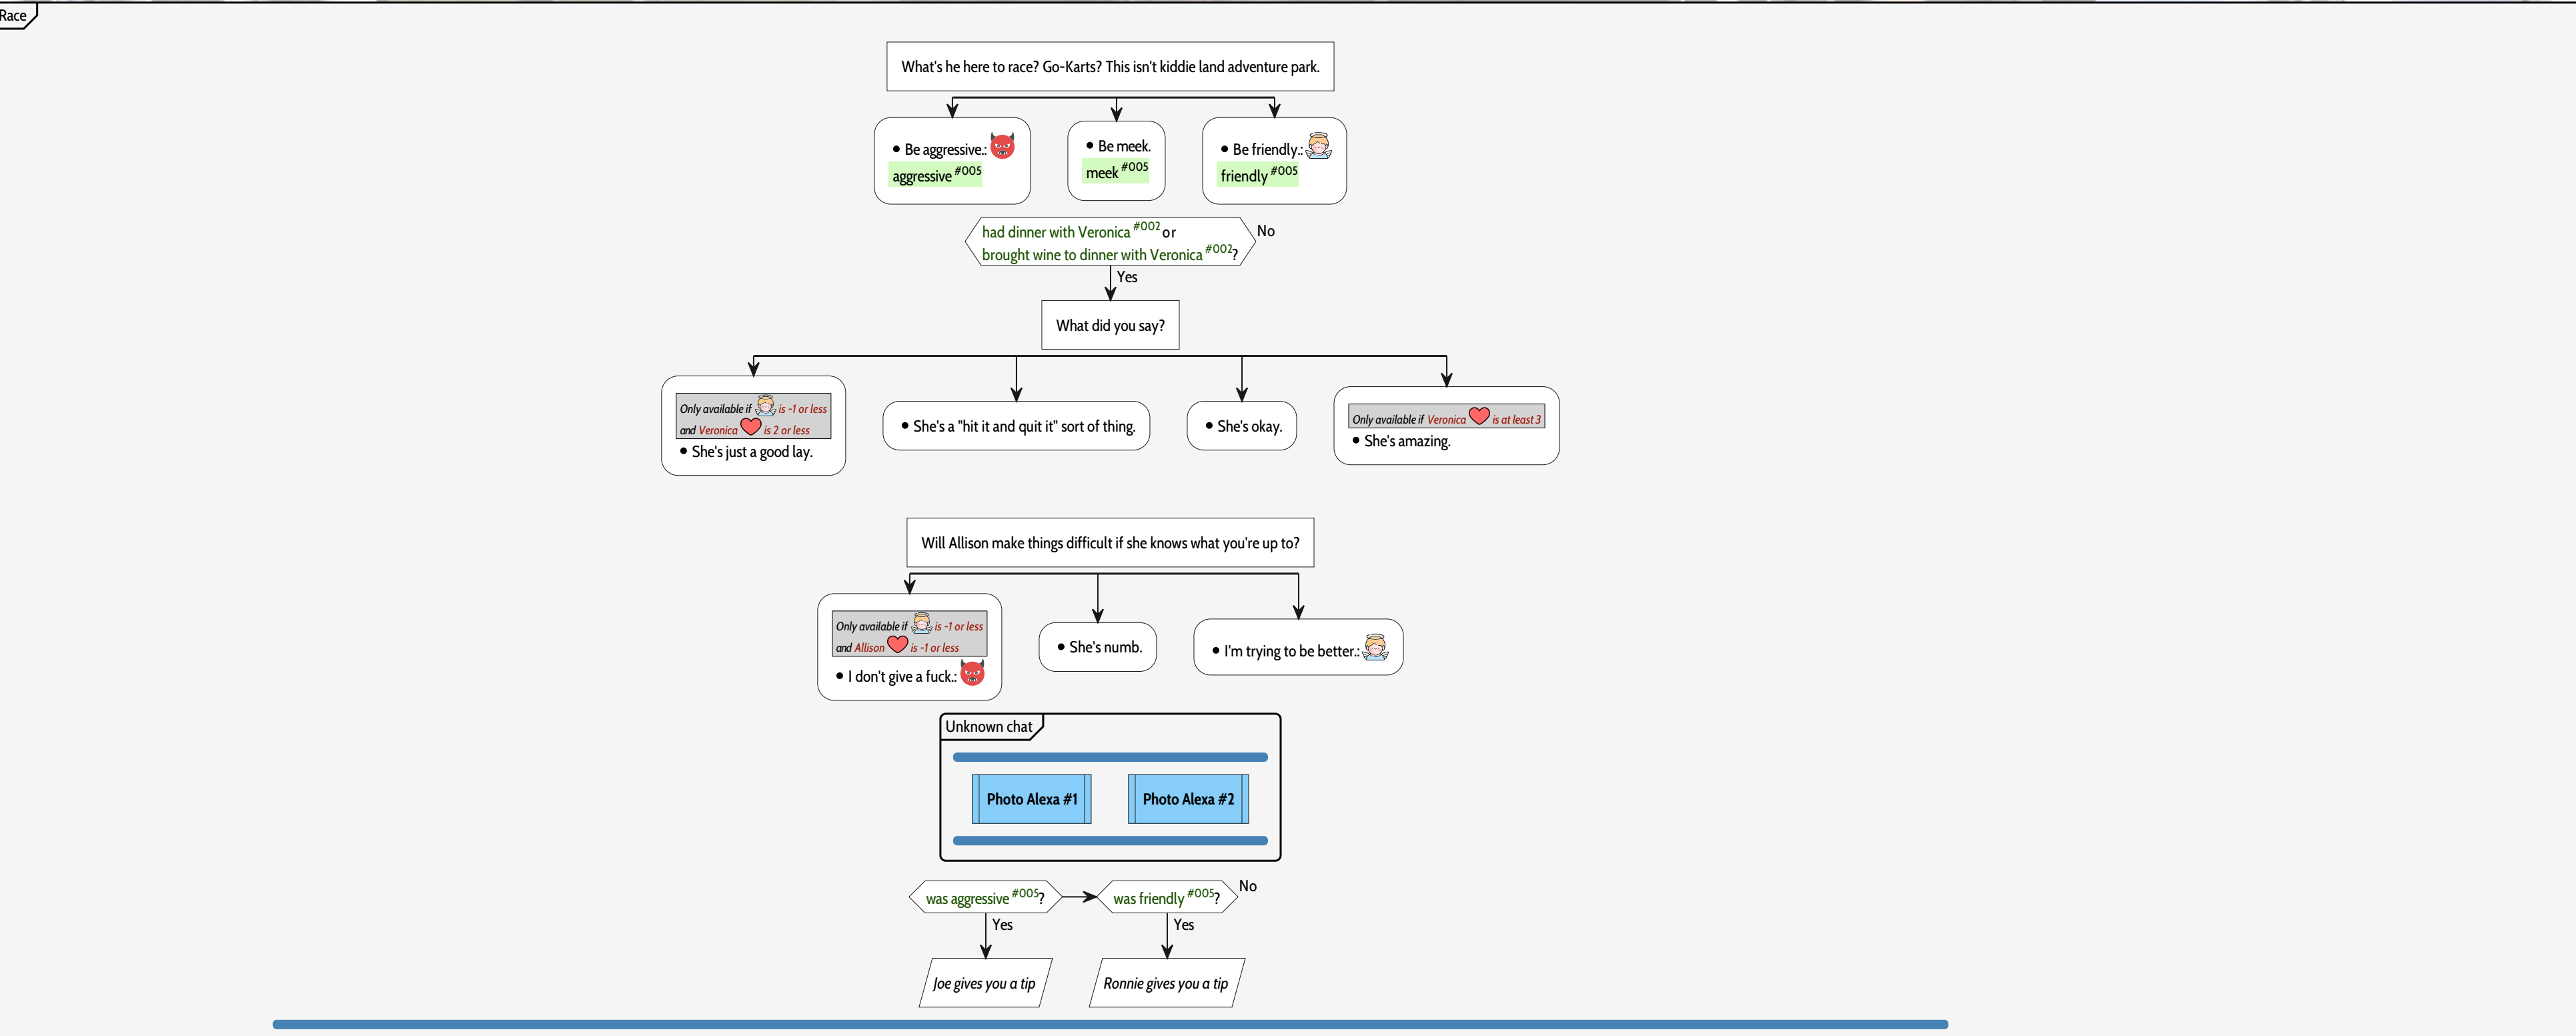 Race
What's he here to race? Go-Karts? This isn't kiddie land adventure park.
• Be aggressive.:
aggressive #005
• Be meek.
meek #005
• Be friendly.:
friendly #005
had dinner with Veronica #002 or
brought wine to dinner with Veronica #002?
No
Yes
What did you say?
Only available if is -1 or less
and Veronica is 2 or less
• She's just a good lay.
• She's a "hit it and quit it" sort of thing.
• She's okay.
Only available if Veronica is at least 3
• She's amazing.
Will Allison make things difficult if she knows what you're up to?
Only available if is -1 or less
and Allison is -1 or less
• I don't give a fuck.:
• She's numb.
• I'm trying to be better.:
Unknown chat
Photo Alexa #1
Photo Alexa #2
was aggressive #005?
was friendly #005?
No
Yes
Yes
Joe gives you a tip
Ronnie gives you a tip